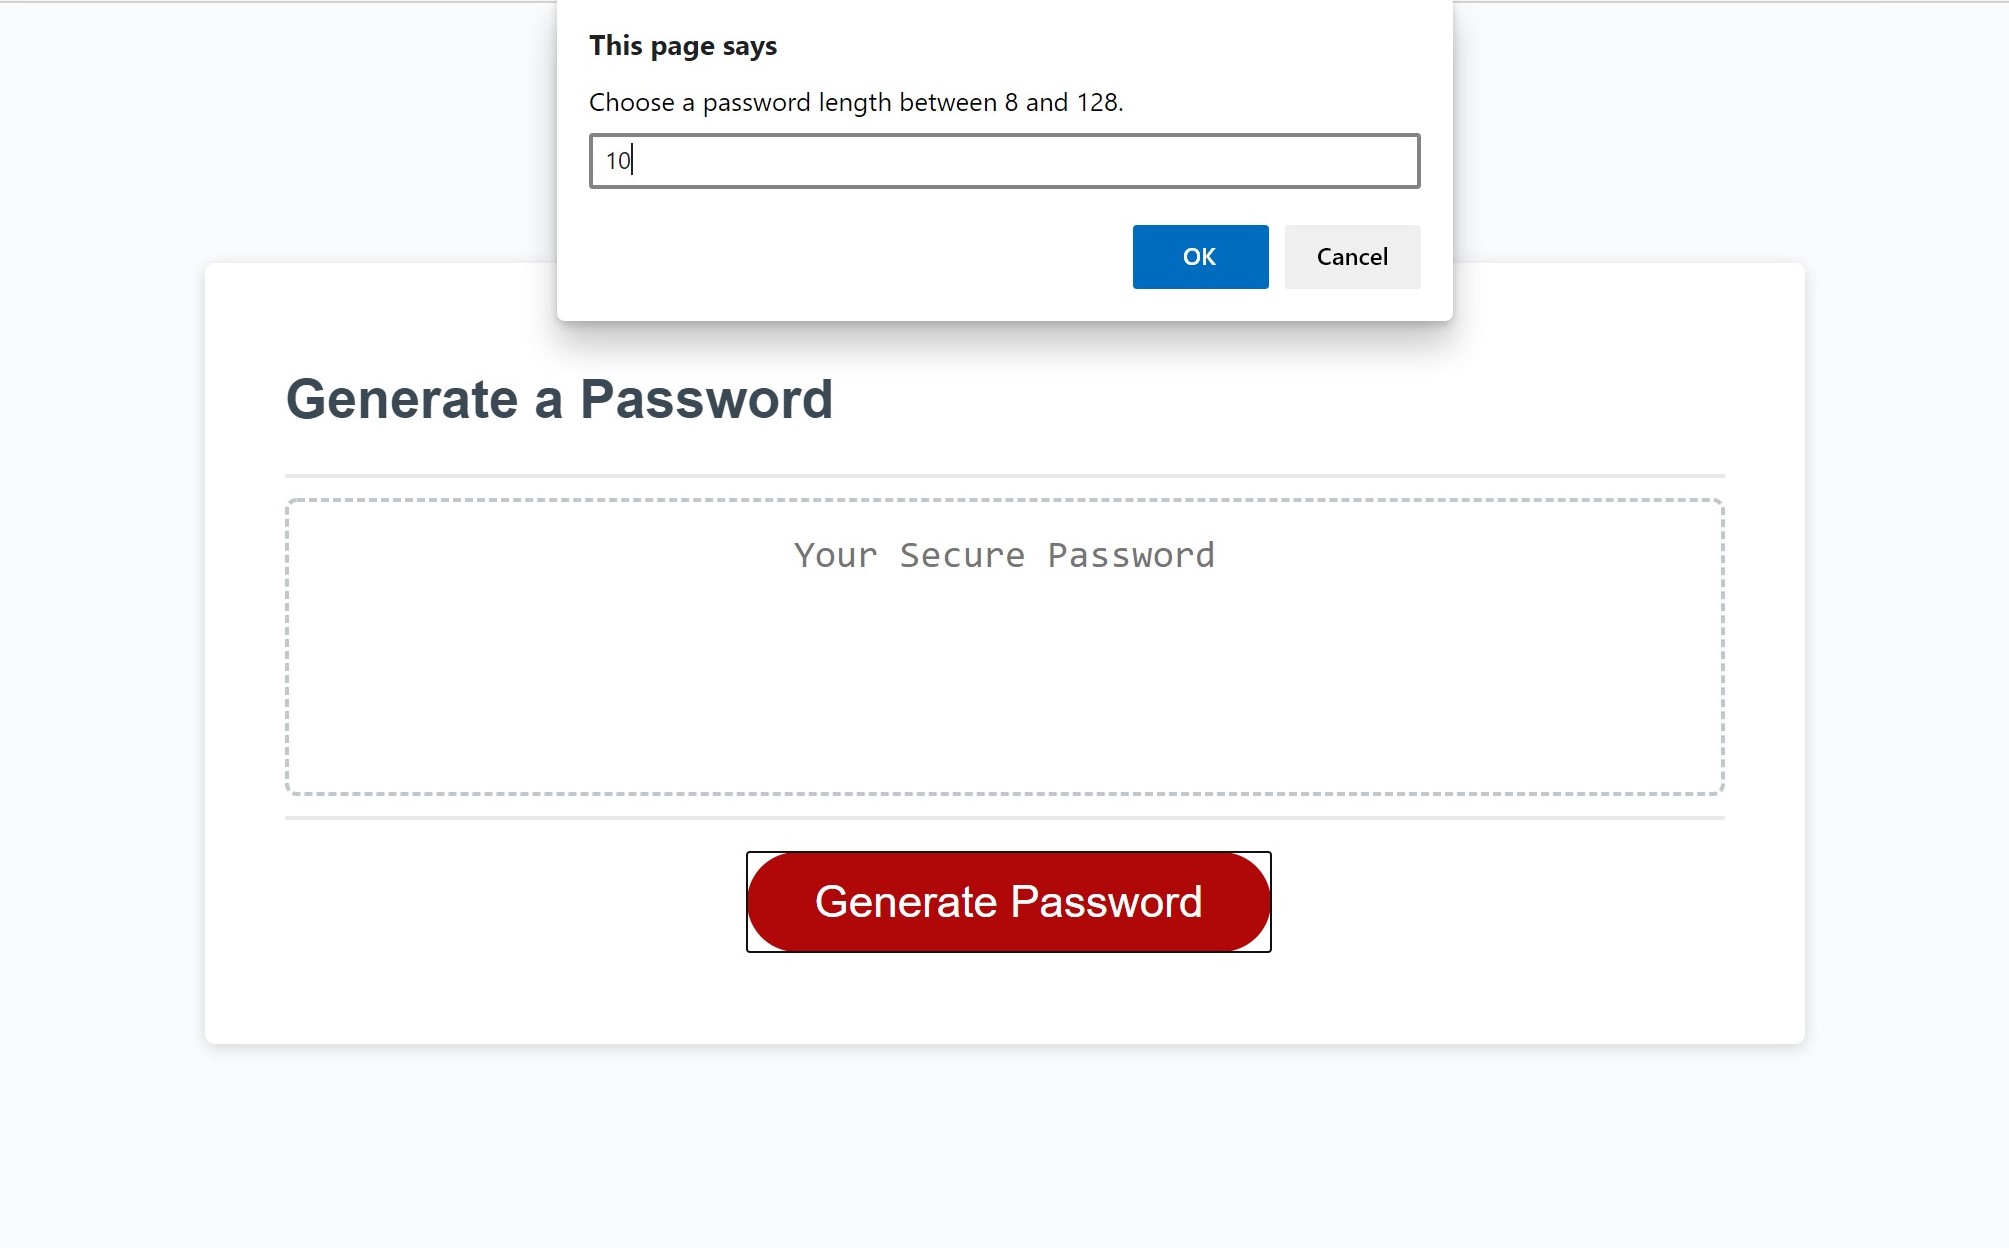 This page says
Choose a password length between 8 and 128.
10
OK
Cancel
Generate a Password
Your Secure Password
Generate Password